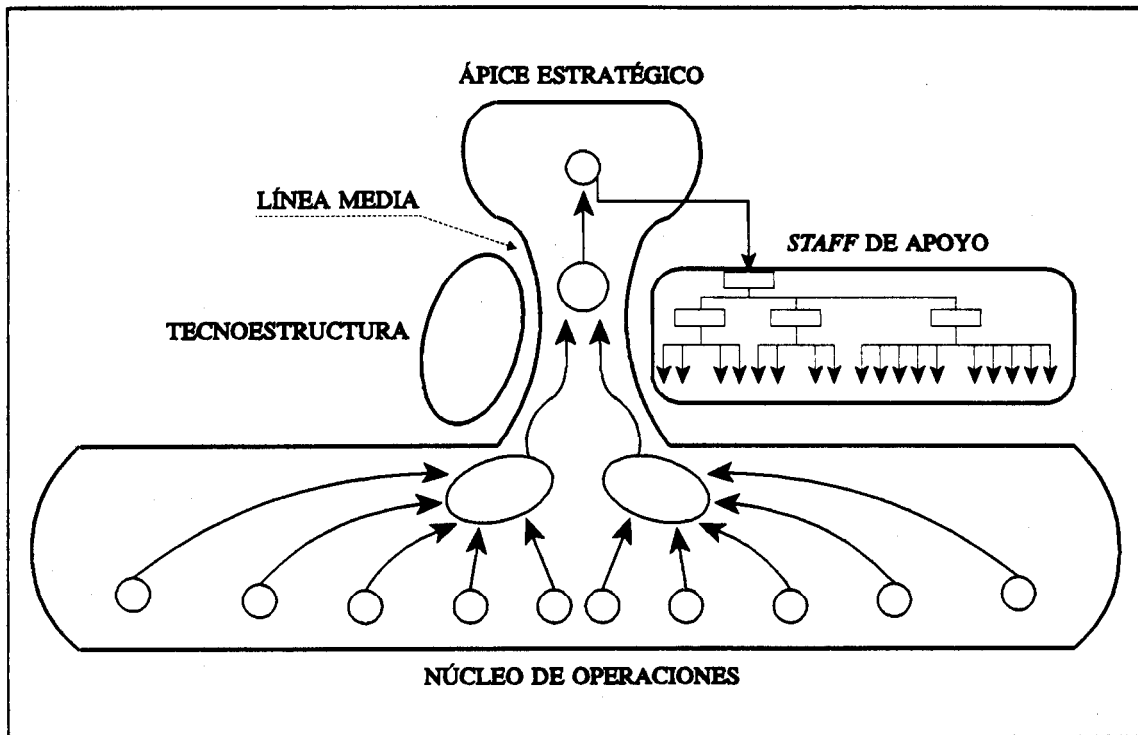 ÁPICE ESTRATÉGICO
LÍNEA MEDIA
STAFF DE APOYO
TECNOESTRUCTURA
NÚCLEO DE OPERACIONES